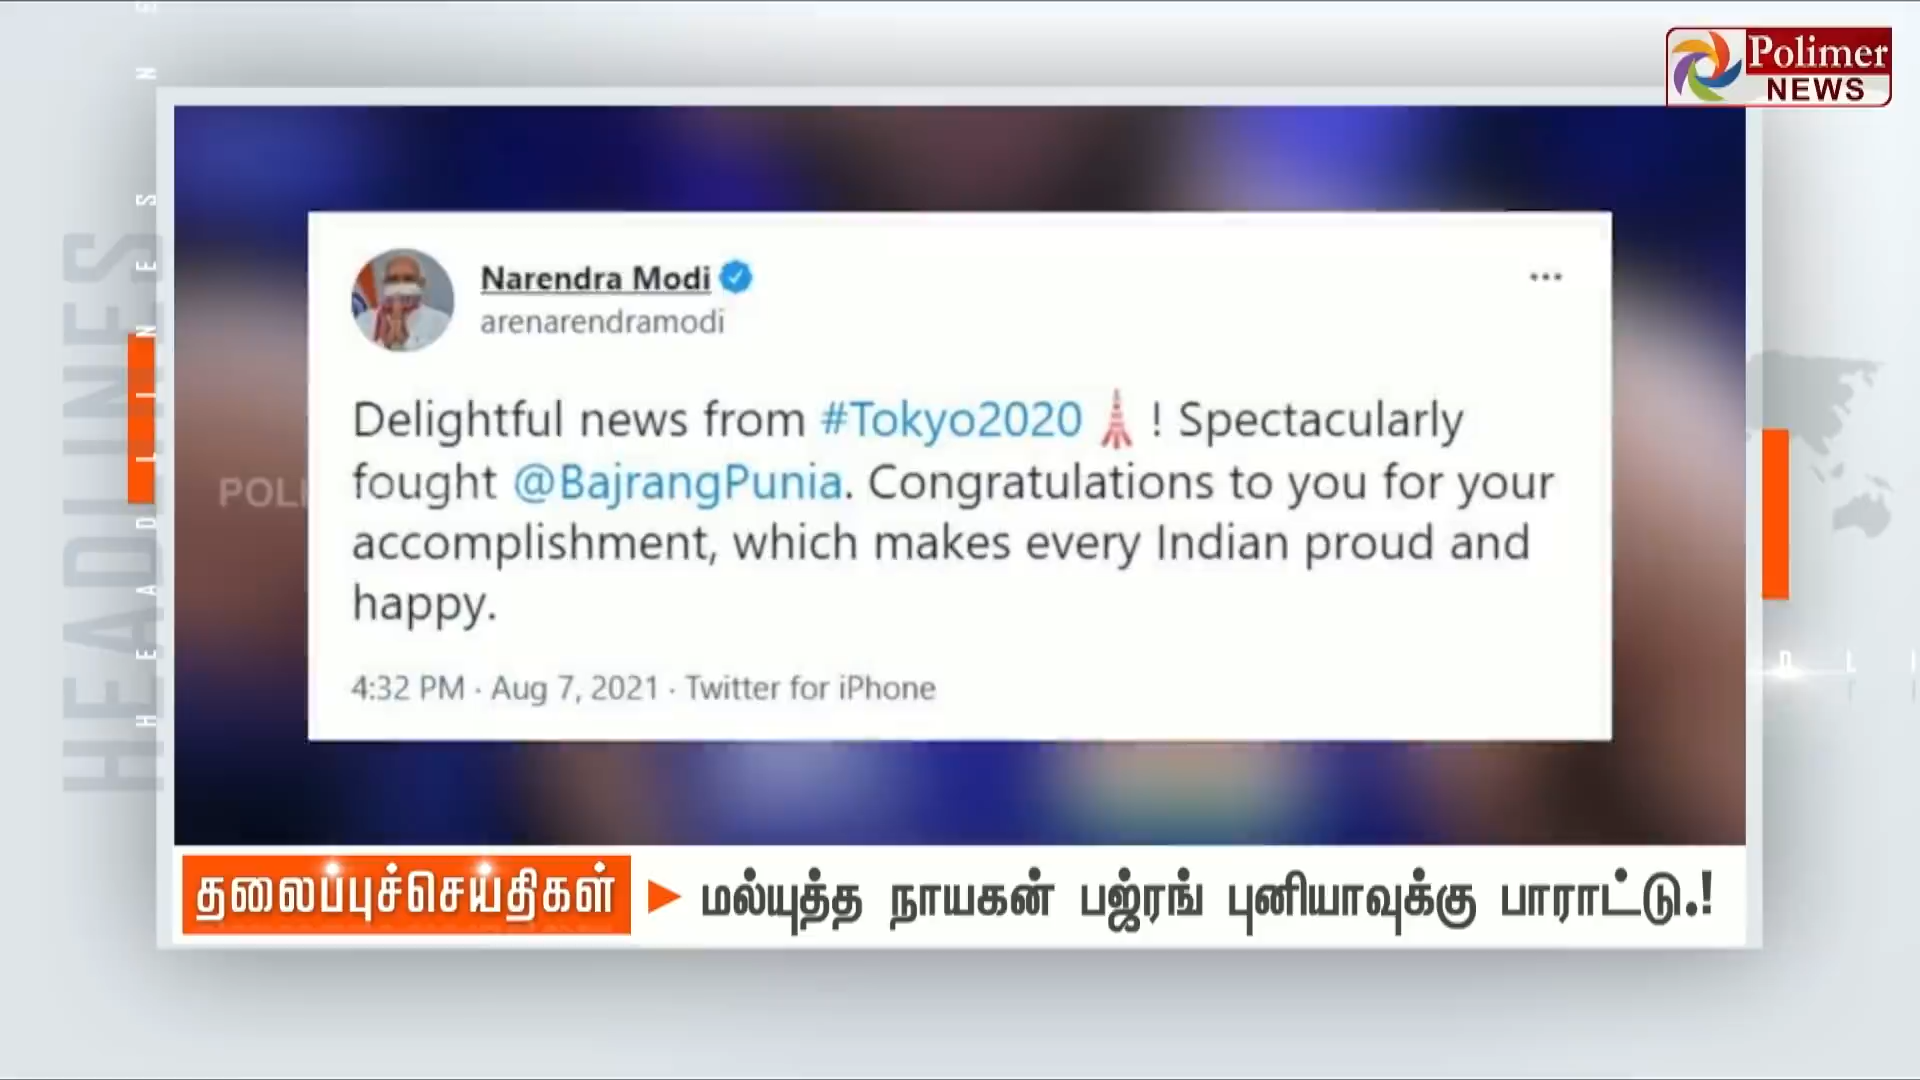 Polimer
NEWS
HEADLINES
HEADLINES
POLI
Narendra Modi
arenarendramodi
Delightful news from #Tokyo2020 🗼 ! Spectacularly
fought @BajrangPunia. Congratulations to you for your
accomplishment, which makes every Indian proud and
happy.
4:32 PM · Aug 7, 2021 · Twitter for iPhone
தலைப்புச்செய்திகள்
மல்யுத்த நாயகன் பஜ்ரங் புனியாவுக்கு பாராட்டு.!